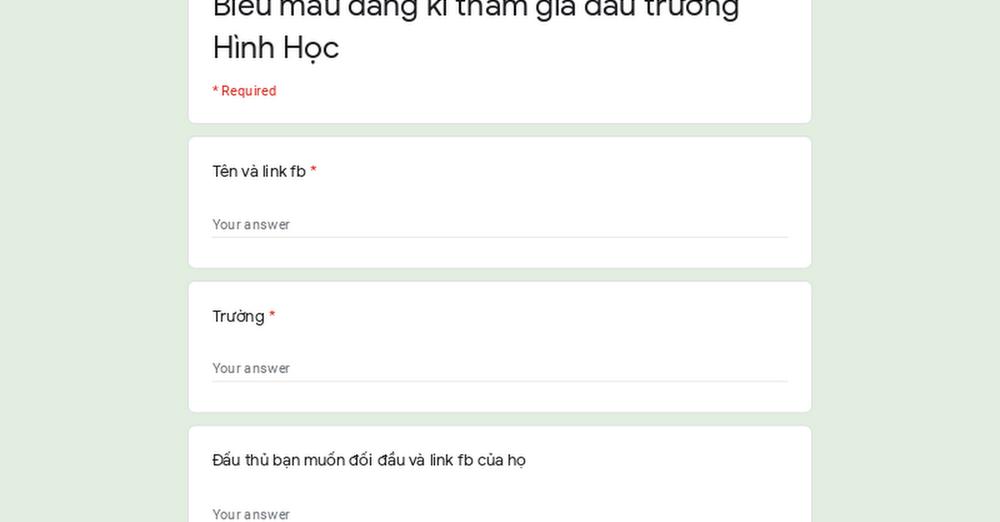 Biểu mẫu đăng kí tham gia đấu trường
Hình Học
* Required
Tên và link fb *
Your answer
Trường *
Your answer
Đấu thủ bạn muốn đối đầu và link fb của họ
Your answer